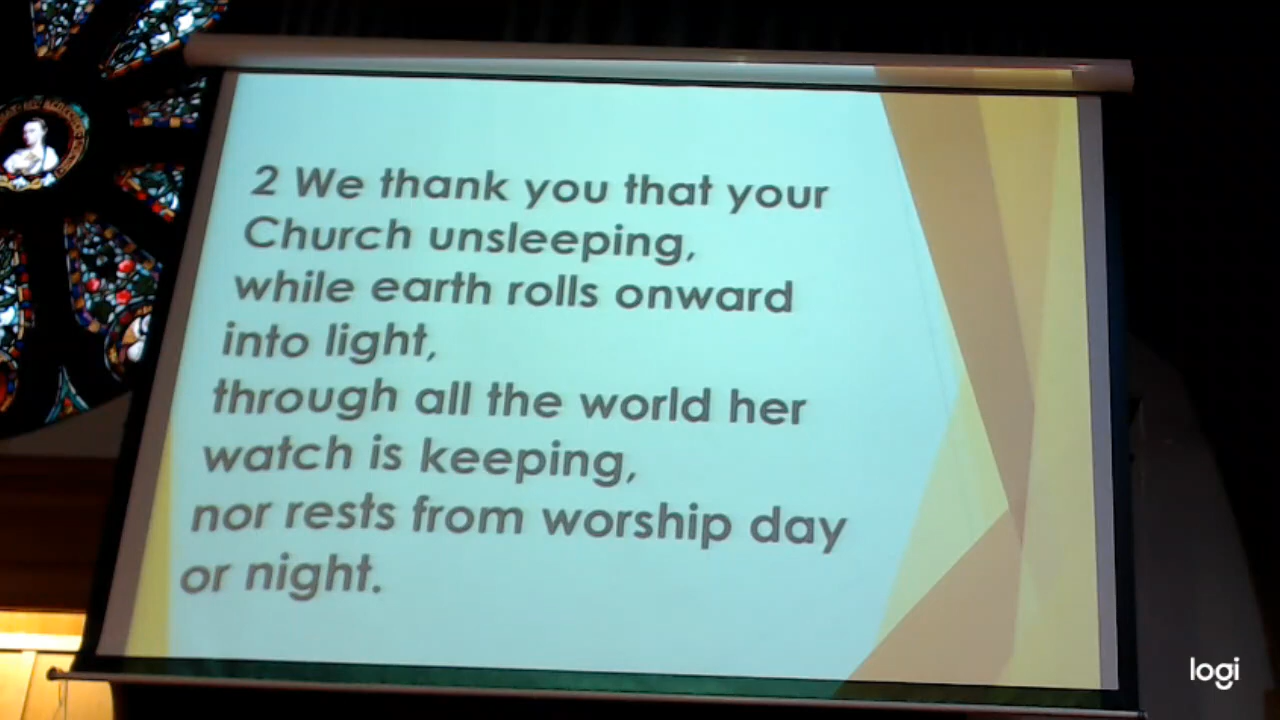 2 We thank you that your
Church unsleeping,
while earth rolls onward
into light,
through all the world her
watch is keeping,
nor rests from worship day
or night.
logi